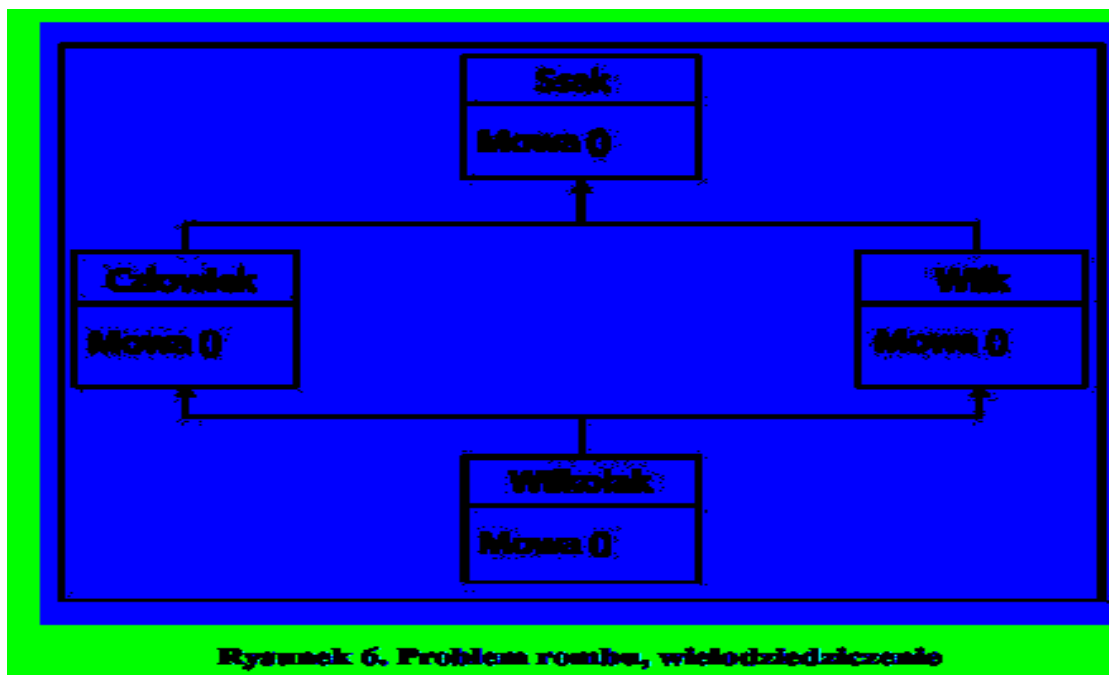 Ssak
Mowa ()
Człowiek
Wilk
Mowa ()
Mowa ()
Wilkołak
Mowa ()
Rysunek 6. Problem rombu, wielodziedziczenie